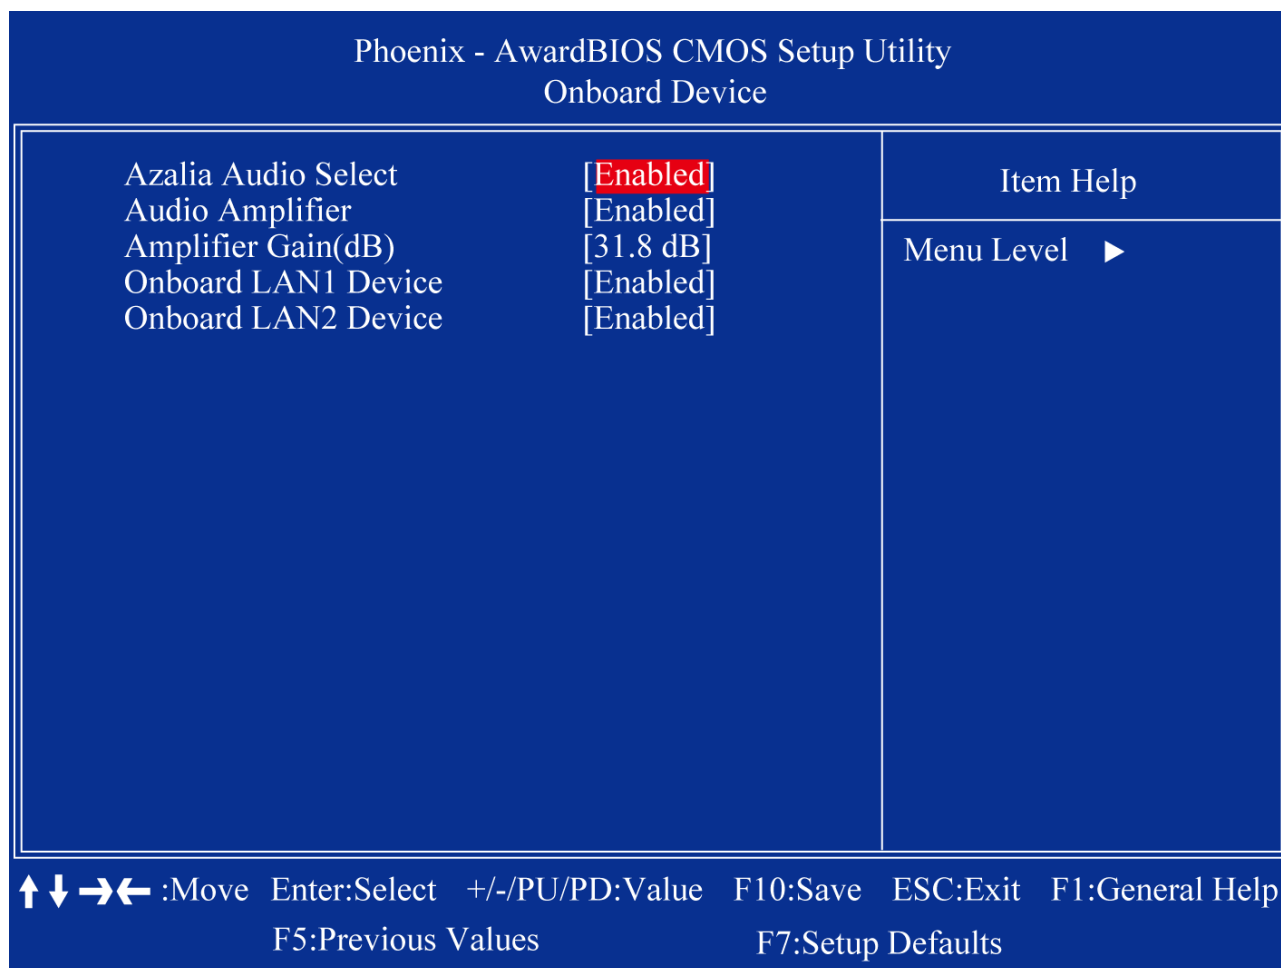 Phoenix - AwardBIOS CMOS Setup Utility
Onboard Device
Azalia Audio Select [Enabled]
Audio Amplifier [Enabled]
Amplifier Gain(dB) [31.8 dB]
Onboard LAN1 Device [Enabled]
Onboard LAN2 Device [Enabled]
Item Help
Menu Level ▶
↑↓→← :Move Enter:Select +/-/PU/PD:Value F10:Save ESC:Exit F1:General Help
F5:Previous Values F7:Setup Defaults